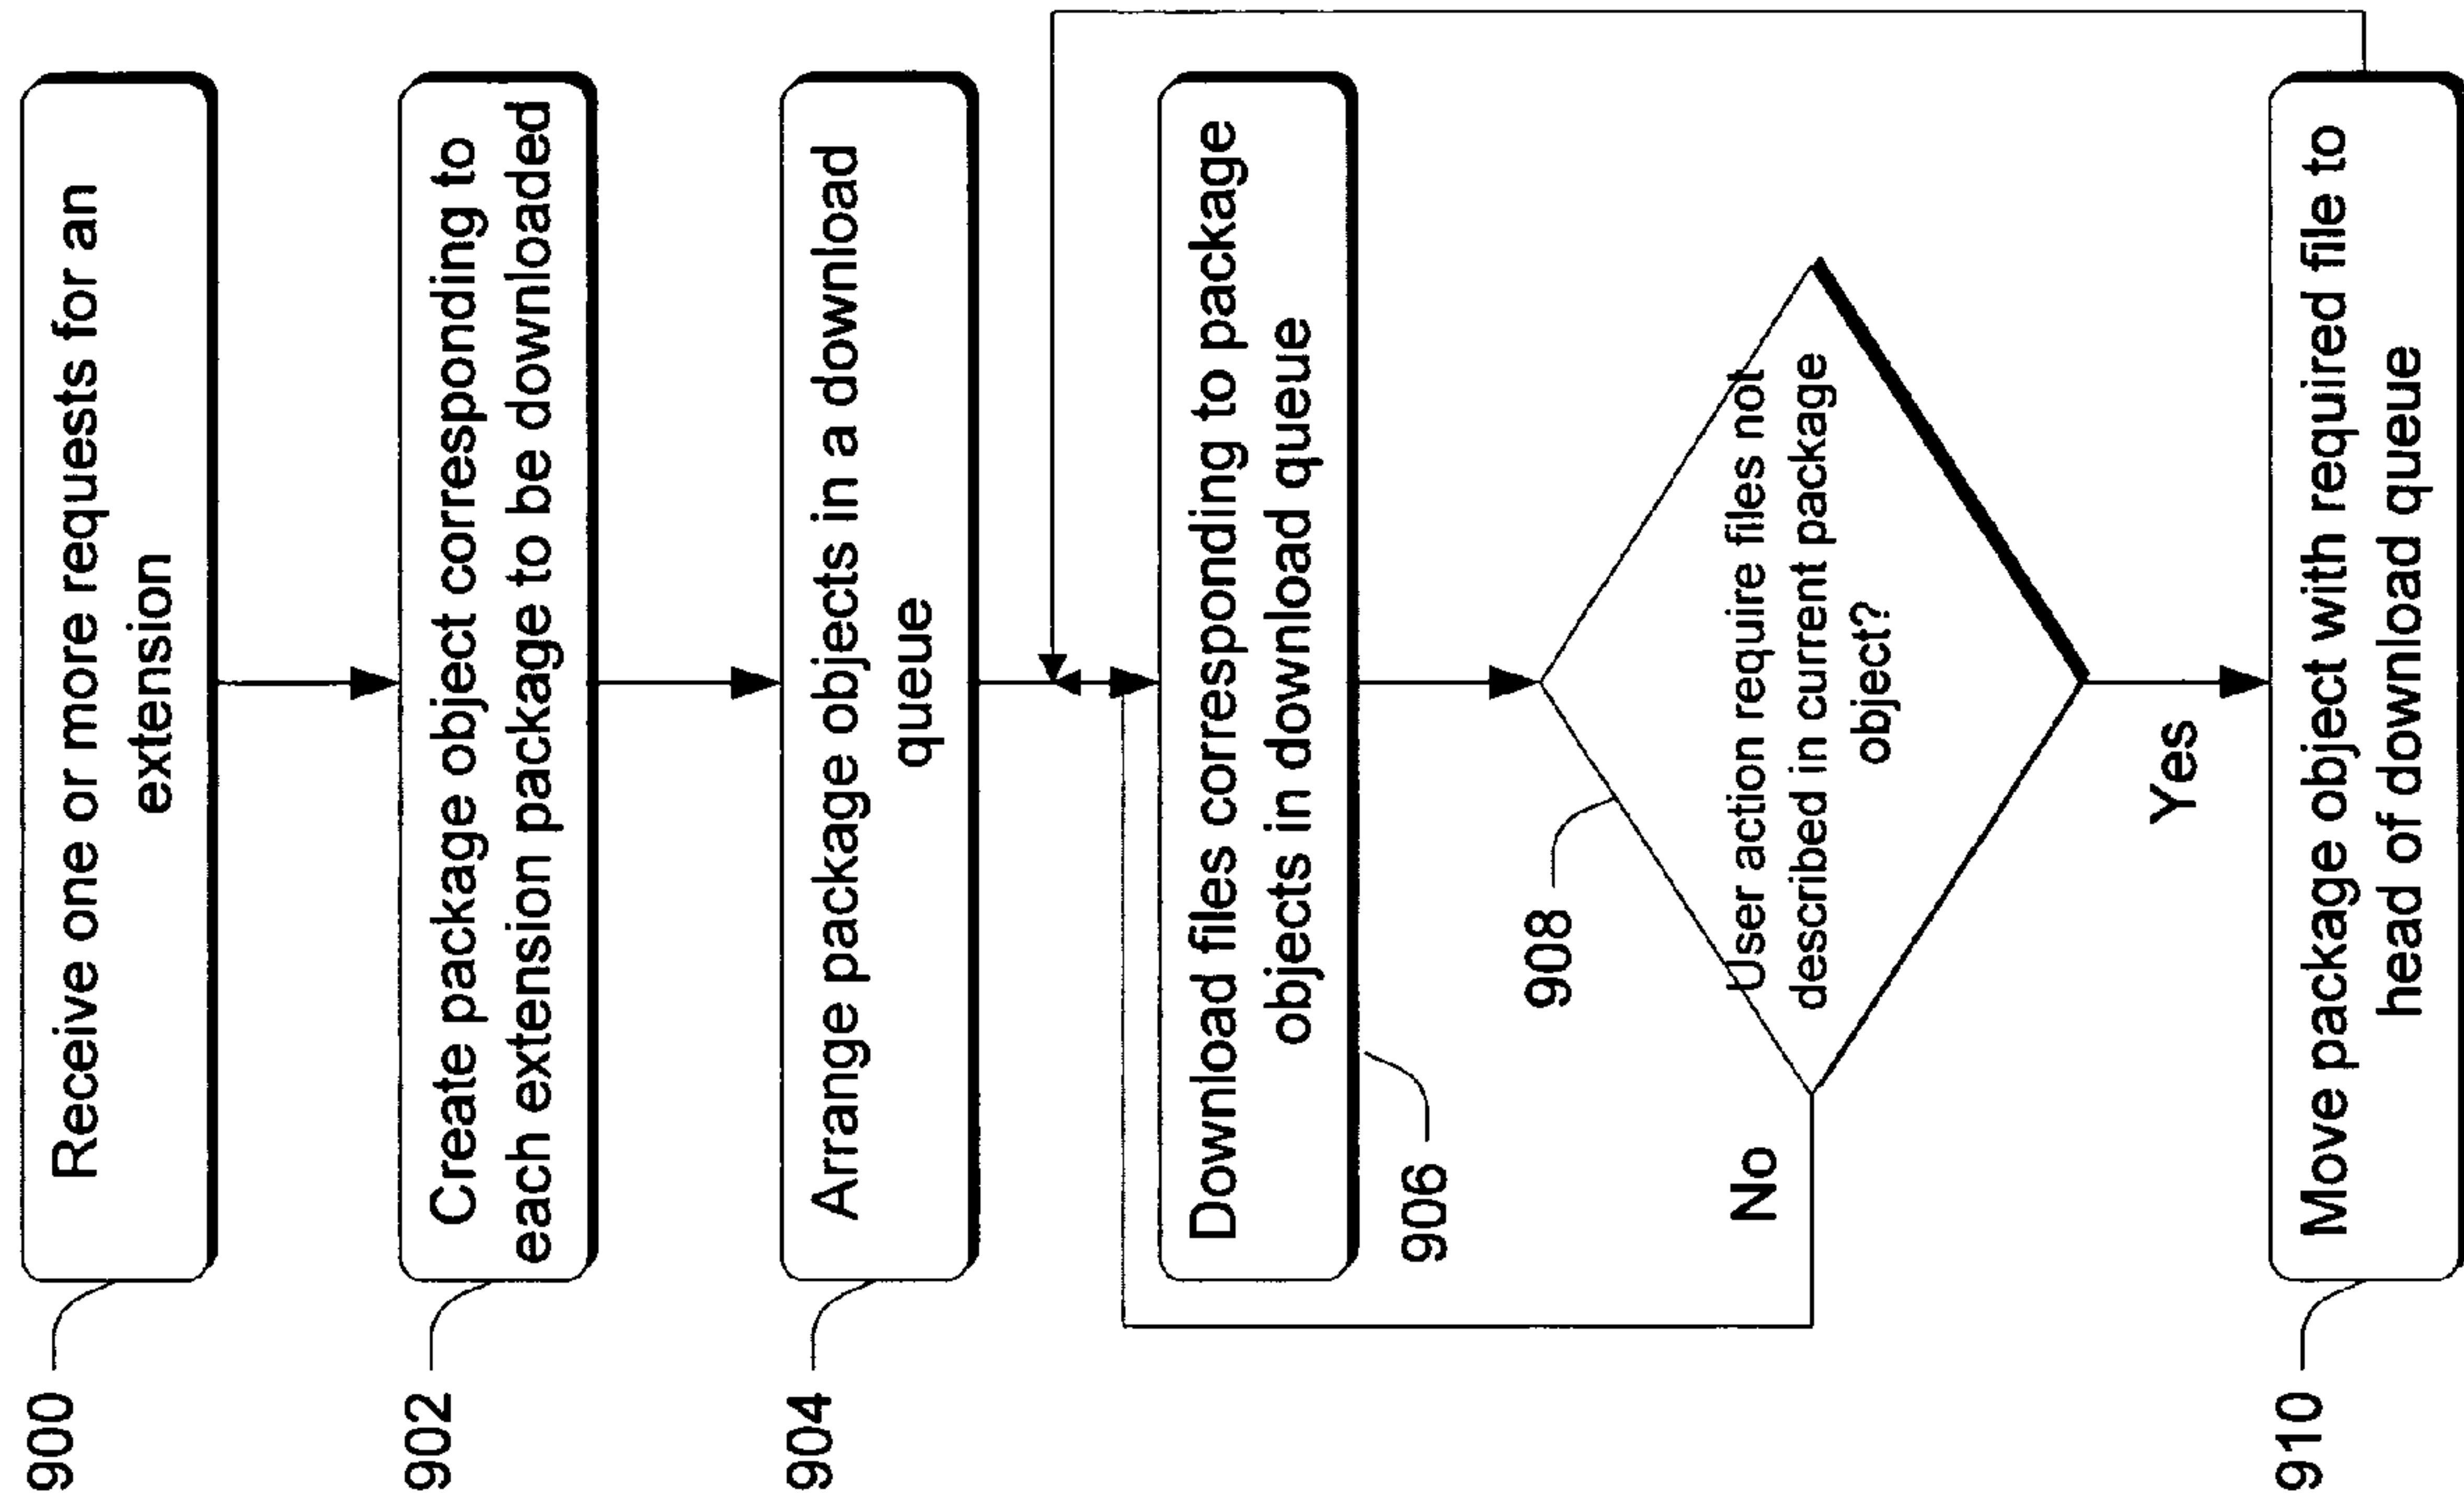 900
Receive one or more requests for an
extension
902
Create package object corresponding to
each extension package to be downloaded
904
Arrange package objects in a download
queue
906
Download files corresponding to package
objects in download queue
908
User action require files not
described in current package
object?
No
Yes
910
Move package object with required file to
head of download queue